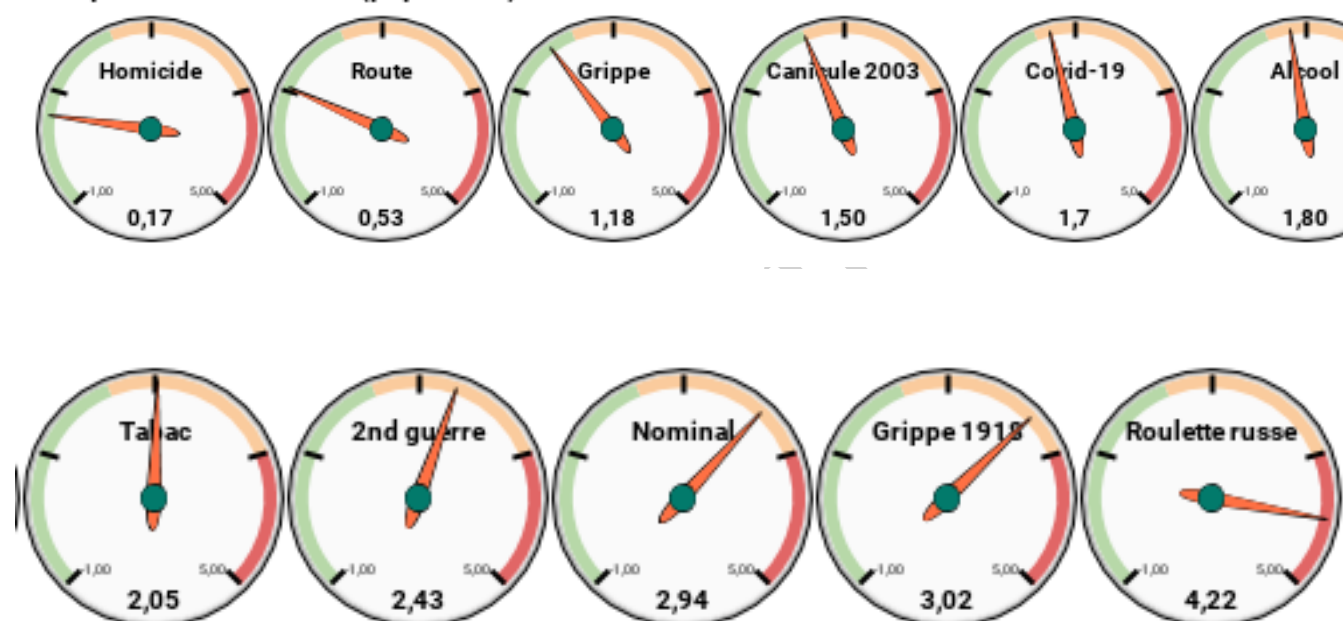 Homicide
-1,00 5,00
0,17
Route
-1,00 5,00
0,53
Grippe
-1,00 5,00
1,18
Canicule 2003
-1,00 5,00
1,50
Covid-19
-1,0 5,0
1,7
Alcool
-1,00
1,80
Tabac
-1,00 5,00
2,05
2nd guerre
-1,00 5,00
2,43
Nominal
-1,00 5,00
2,94
Grippe 1918
-1,00 5,00
3,02
Roulette russe
-1,00 5,00
4,22